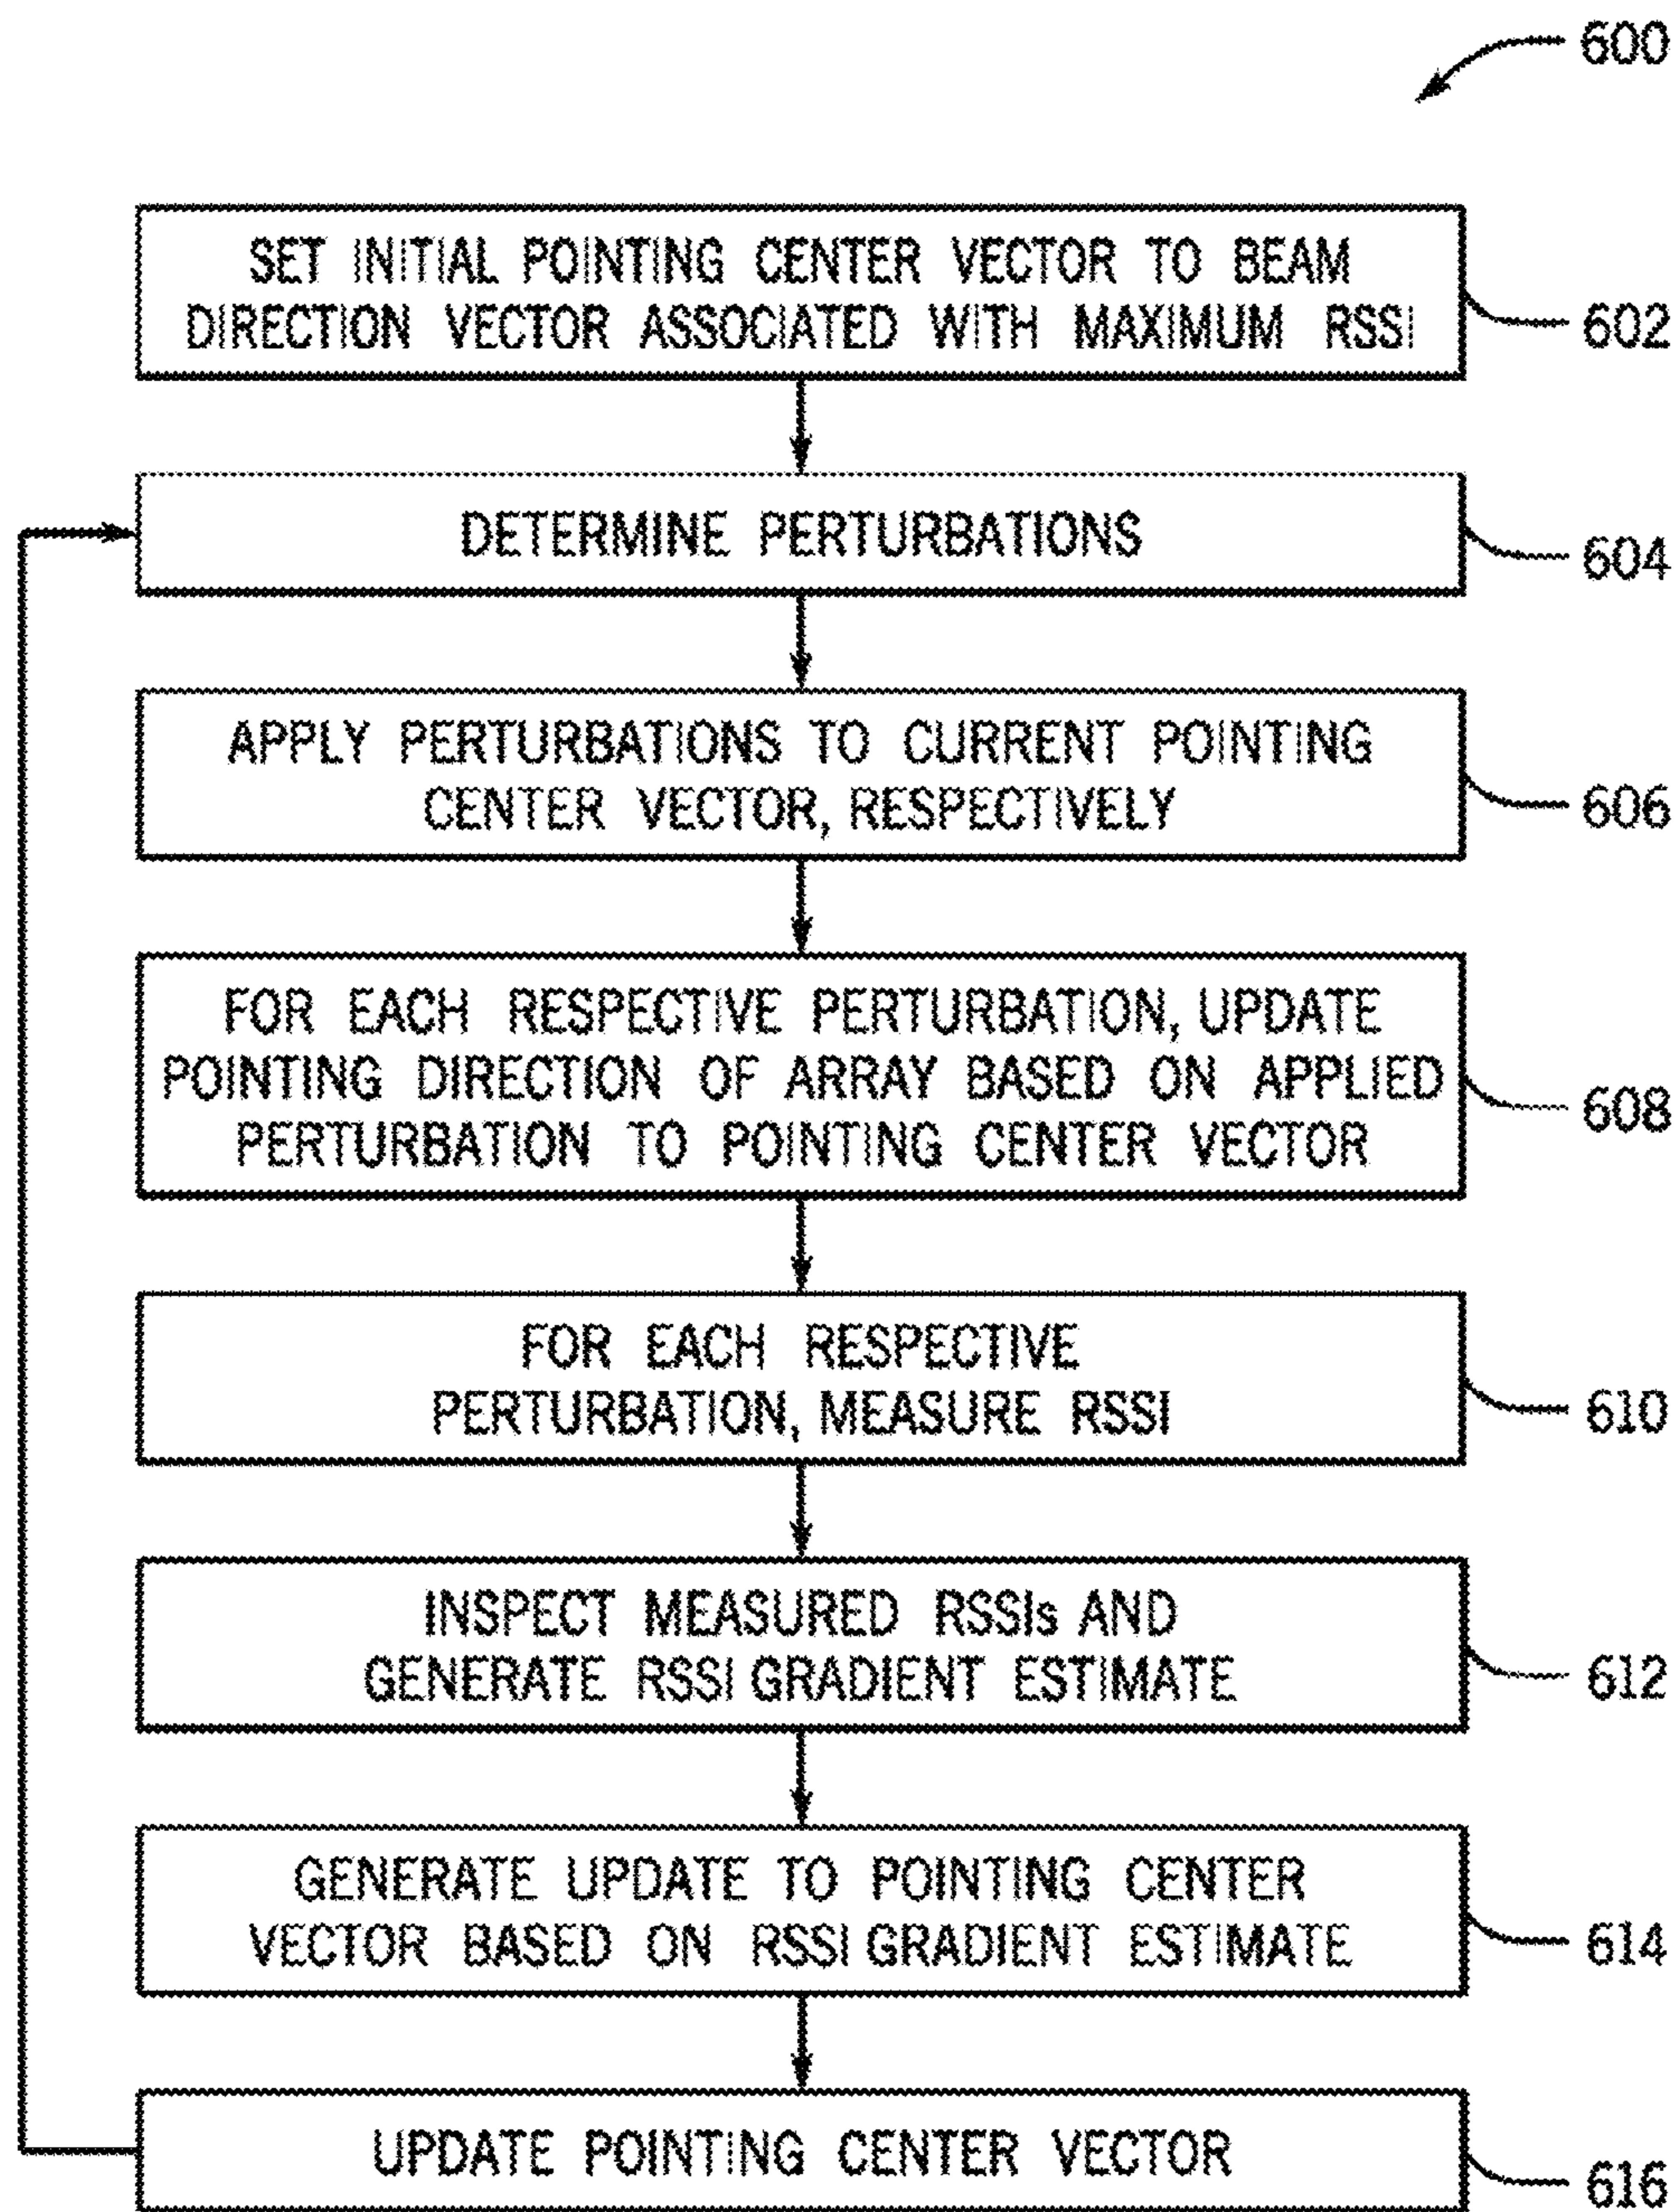 600
SET INITIAL POINTING CENTER VECTOR TO BEAM
DIRECTION VECTOR ASSOCIATED WITH MAXIMUM RSSI
602
DETERMINE PERTURBATIONS
604
APPLY PERTURBATIONS TO CURRENT POINTING
CENTER VECTOR, RESPECTIVELY
606
FOR EACH RESPECTIVE PERTURBATION, UPDATE
POINTING DIRECTION OF ARRAY BASED ON APPLIED
PERTURBATION TO POINTING CENTER VECTOR
608
FOR EACH RESPECTIVE
PERTURBATION, MEASURE RSSI
610
INSPECT MEASURED RSSIs AND
GENERATE RSSI GRADIENT ESTIMATE
612
GENERATE UPDATE TO POINTING CENTER
VECTOR BASED ON RSSI GRADIENT ESTIMATE
614
UPDATE POINTING CENTER VECTOR
616